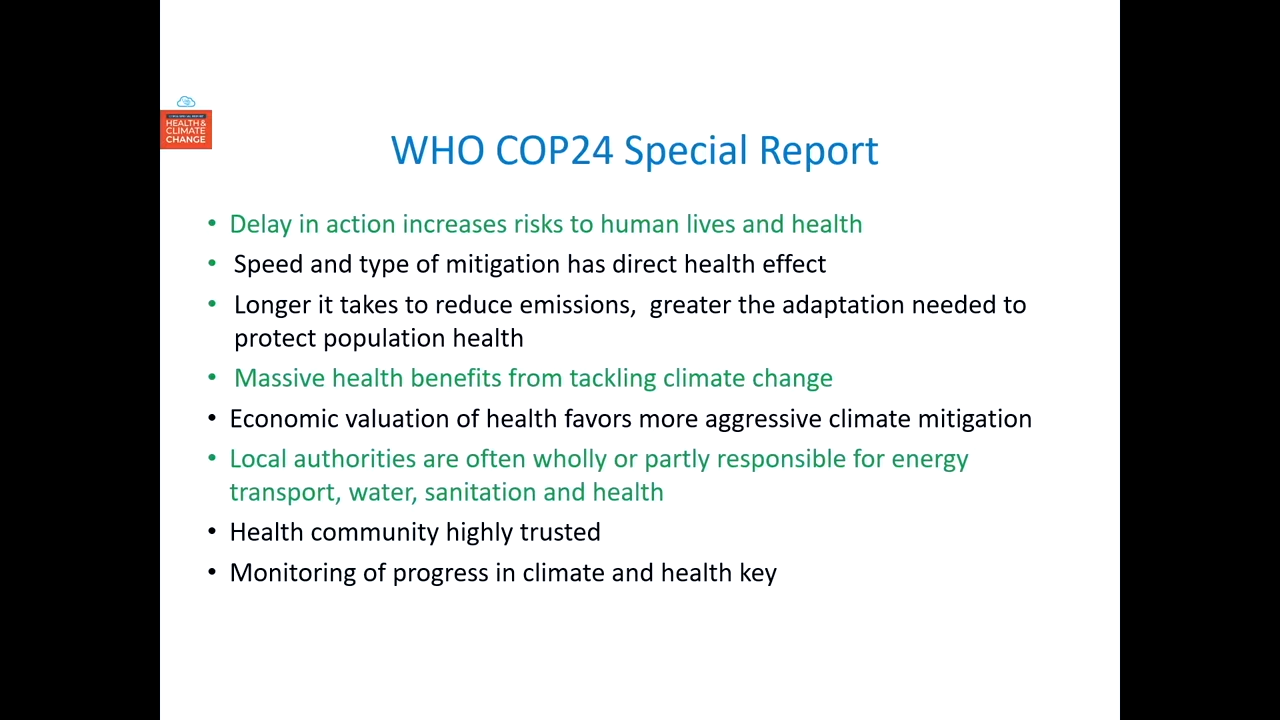 HEALTH &
CLIMATE
CHANGE
WHO COP24 Special Report
• Delay in action increases risks to human lives and health
• Speed and type of mitigation has direct health effect
• Longer it takes to reduce emissions,  greater the adaptation needed to
protect population health
• Massive health benefits from tackling climate change
• Economic valuation of health favors more aggressive climate mitigation
• Local authorities are often wholly or partly responsible for energy
transport, water, sanitation and health
• Health community highly trusted
• Monitoring of progress in climate and health key